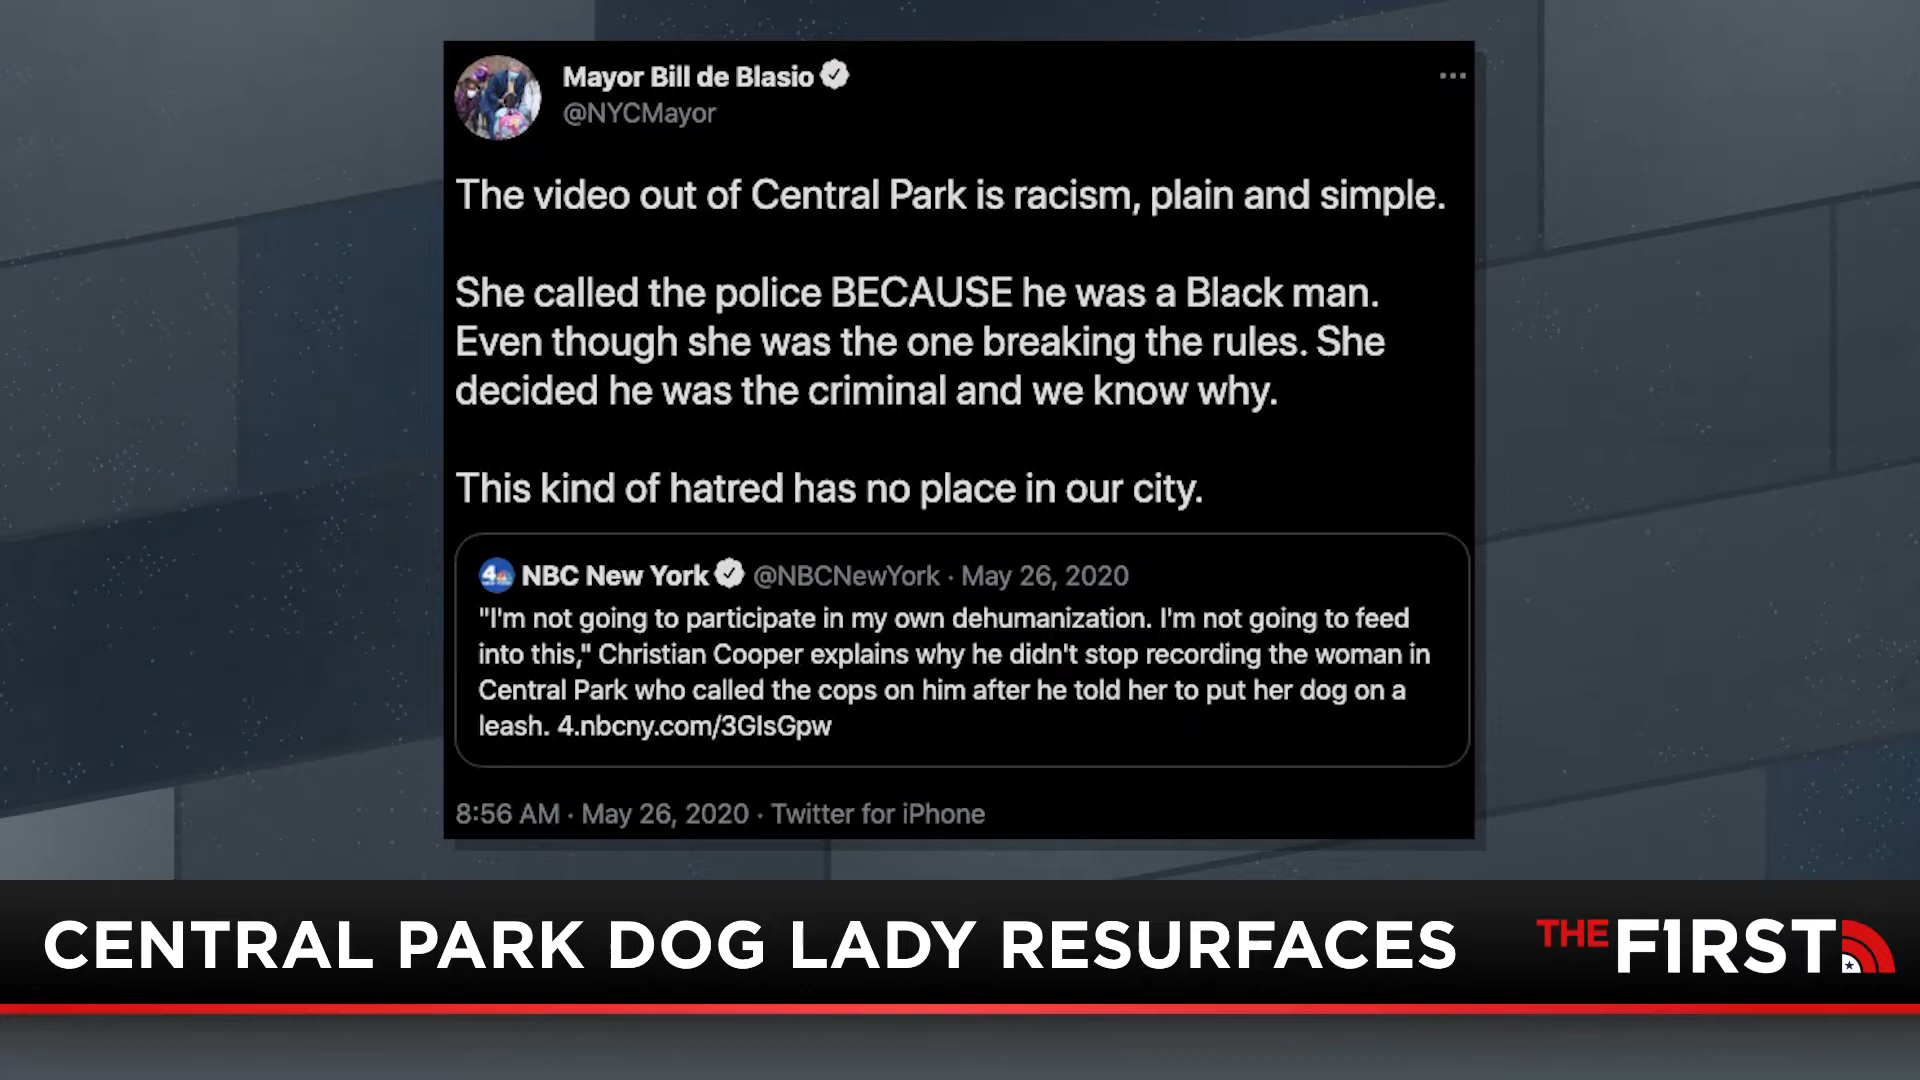 Mayor Bill de Blasio
@NYCMayor
The video out of Central Park is racism, plain and simple.
She called the police BECAUSE he was a Black man.
Even though she was the one breaking the rules. She
decided he was the criminal and we know why.
This kind of hatred has no place in our city.
4 NBC New York @NBCNewYork · May 26, 2020
"I'm not going to participate in my own dehumanization. I'm not going to feed
into this," Christian Cooper explains why he didn't stop recording the woman in
Central Park who called the cops on him after he told her to put her dog on a
leash. 4.nbcny.com/3GIsGpw
8:56 AM · May 26, 2020 · Twitter for iPhone
CENTRAL PARK DOG LADY RESURFACES
THE FIRST